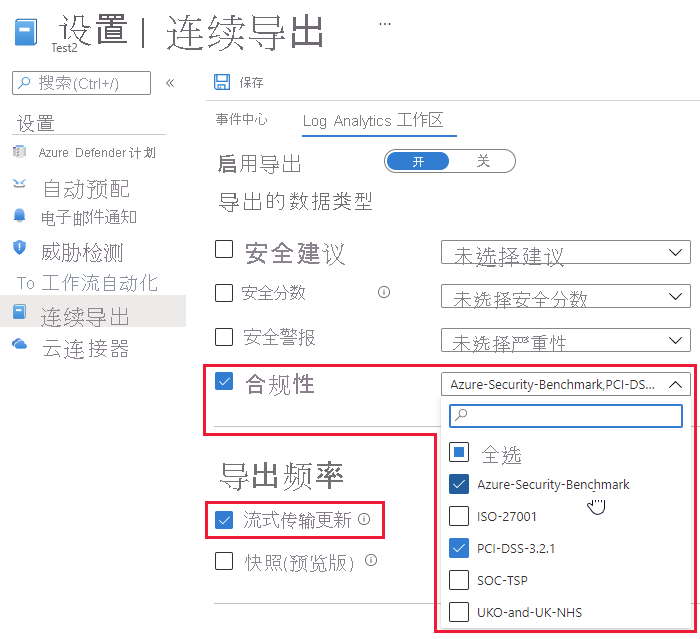 设置 | 连续导出
Test2
...
搜索(Ctrl+/)
«
保存
设置
Azure Defender 计划
自动预配
电子邮件通知
威胁检测
To 工作流自动化
连续导出
云连接器
事件中心
Log Analytics 工作区
启用导出
开
关
导出的数据类型
安全建议
未选择建议
安全分数
未选择安全分数
安全警报
未选择严重性
合规性
Azure-Security-Benchmark,PCI-DS...
全选
Azure-Security-Benchmark
ISO-27001
PCI-DSS-3.2.1
SOC-TSP
UKO-and-UK-NHS
导出频率
流式传输更新
快照(预览版)